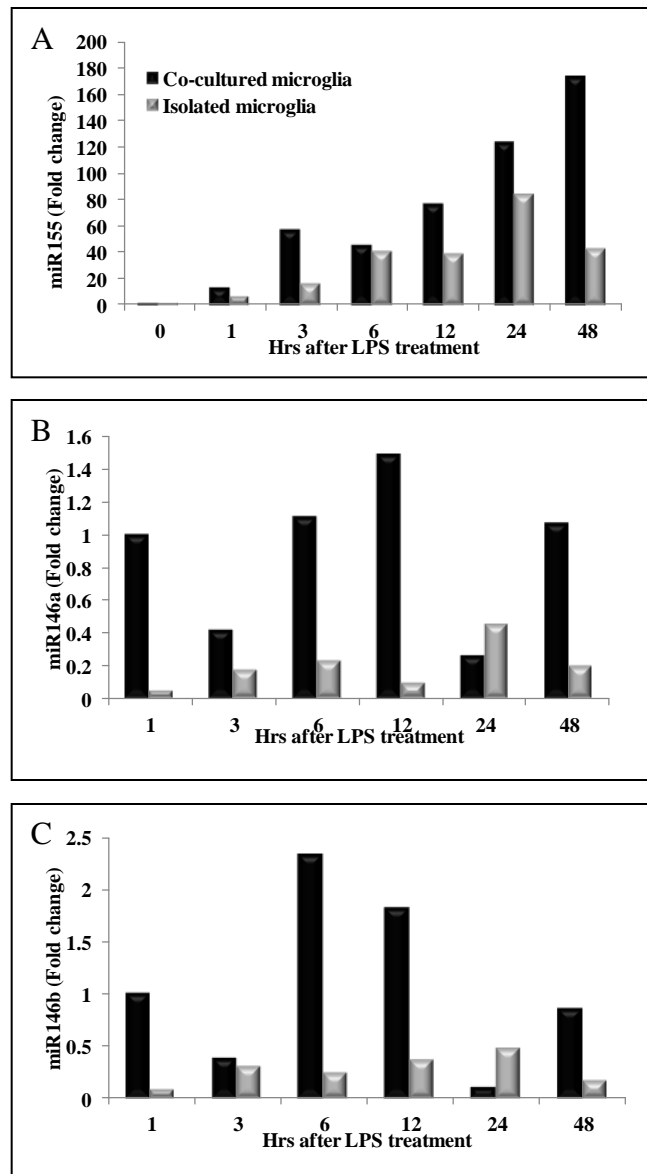 A
miR155 (Fold change)
200
180
160
140
120
100
80
60
40
20
0
Co-cultured microglia
Isolated microglia
0 1 3 6 12 24 48
Hrs after LPS treatment
B
miR146a (Fold change)
1.6
1.4
1.2
1
0.8
0.6
0.4
0.2
0
1 3 6 12 24 48
Hrs after LPS treatment
C
miR146b (Fold change)
2.5
2
1.5
1
0.5
0
1 3 6 12 24 48
Hrs after LPS treatment